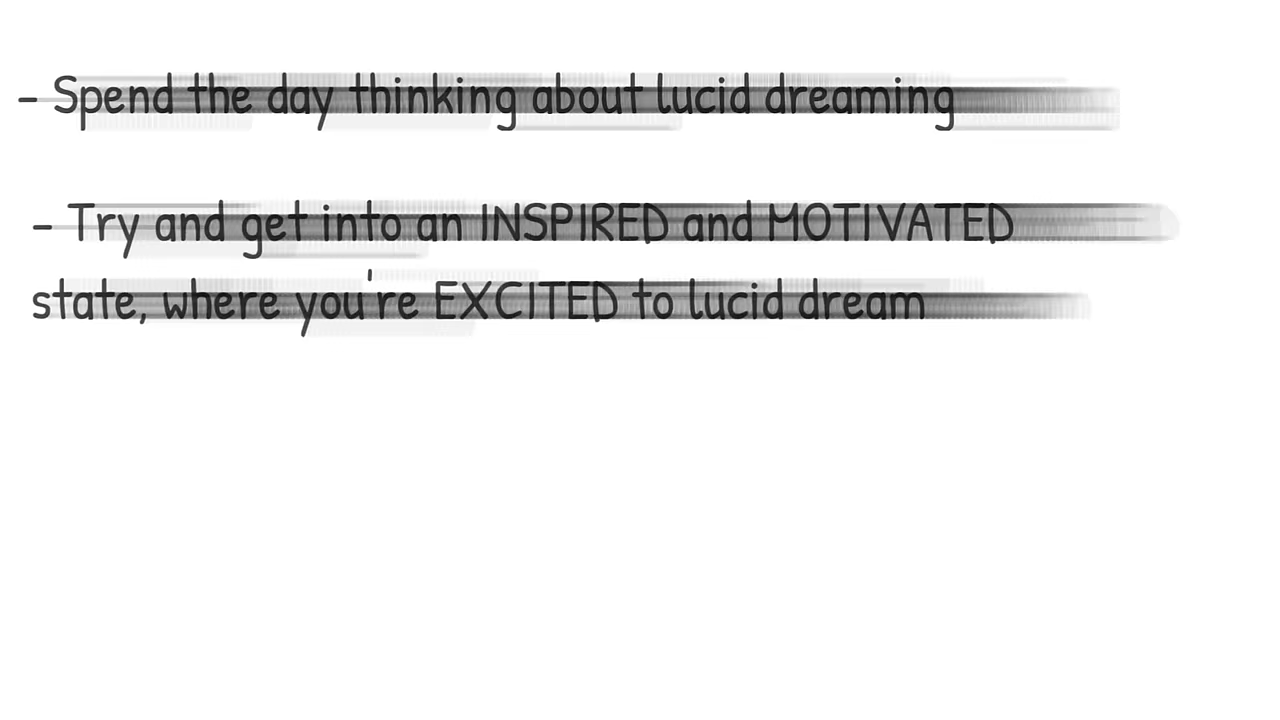 - Spend the day thinking about lucid dreaming
- Try and get into an INSPIRED and MOTIVATED
state, where you're EXCITED to lucid dream